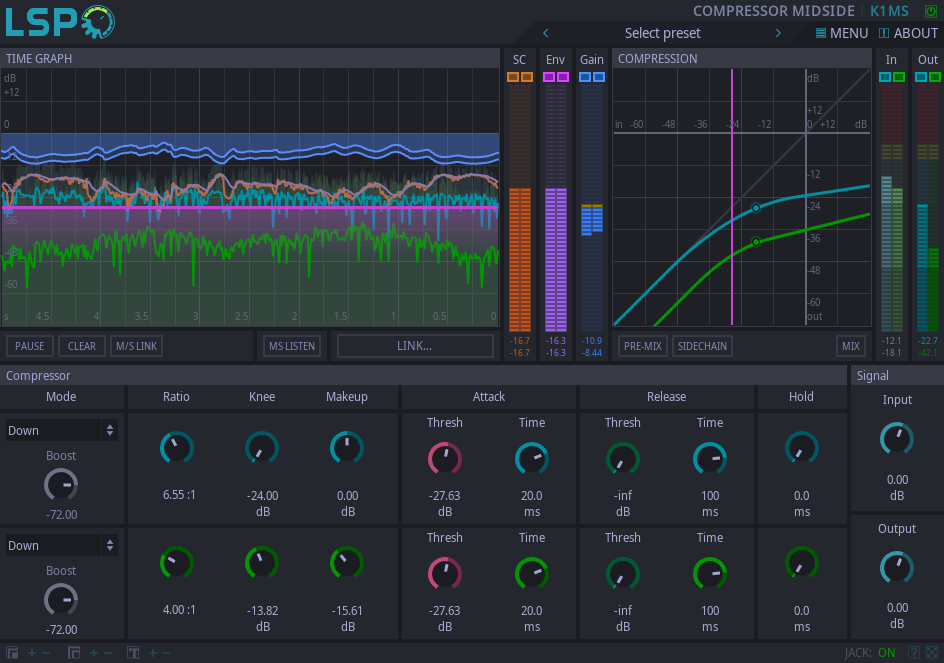 LSP
COMPRESSOR MIDSIDE K1MS
Select preset
MENU ABOUT
TIME GRAPH
SC Env Gain
COMPRESSION
In Out
dB
+12
0
-60
s 4.5 4 3.5 3 2.5 2 1.5 1 0.5 0
dB
+12
in -60 -48 -36 -24 -12 0 +12 dB
-12
-24
-36
-48
-60
out
PAUSE CLEAR M/S LINK MS LISTEN LINK...
-16.7 -16.3 -10.9
-16.7 -16.3 -8.44
PRE-MIX SIDECHAIN MIX
-12.1 -22.7
-18.1 -42.1
Compressor
Signal
Mode Ratio Knee Makeup Attack Release Hold
Input
Down
Boost
-72.00
6.55 :1
-24.00
dB
0.00
dB
Thresh Time
-27.63 20.0
dB ms
Thresh Time
-inf 100
dB ms
0.0
ms
0.00
dB
Down
Boost
-72.00
4.00 :1
-13.82
dB
-15.61
dB
Thresh Time
-27.63 20.0
dB ms
Thresh Time
-inf 100
dB ms
0.0
ms
Output
0.00
dB
JACK: ON